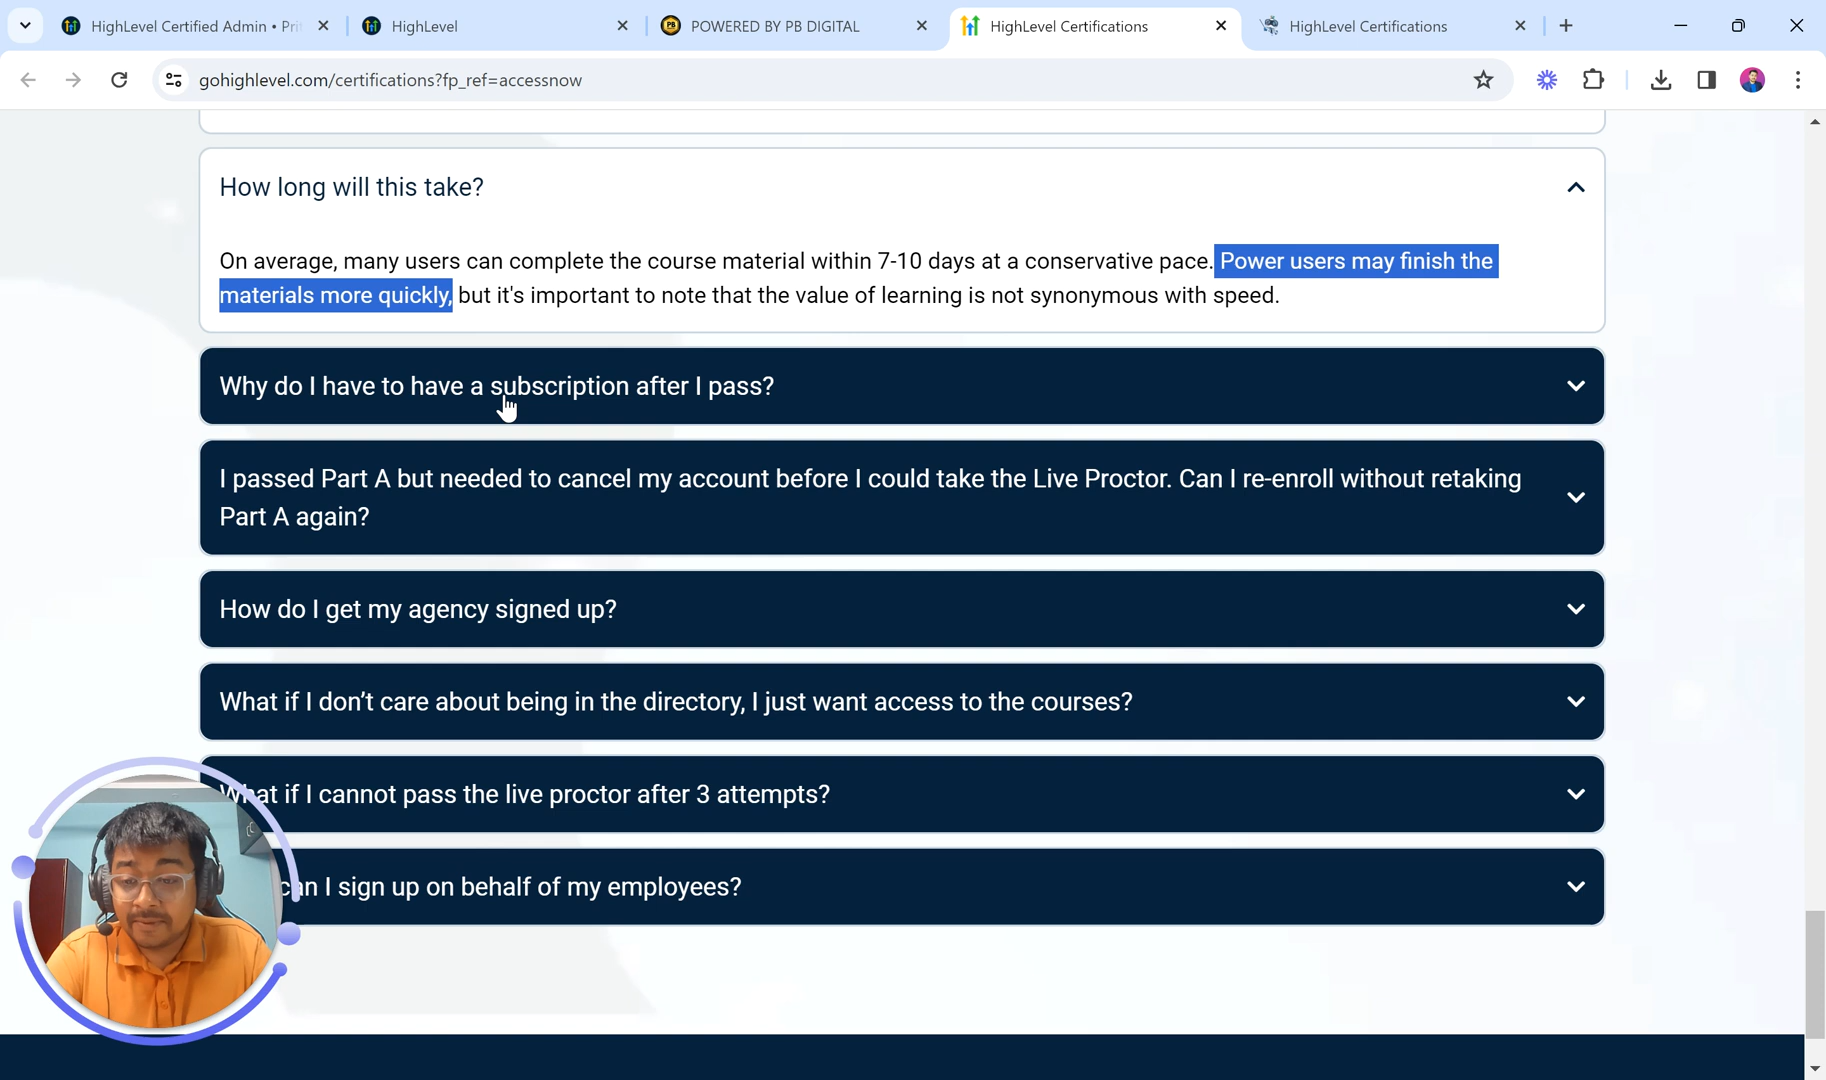 HighLevel Certified Admin • Pri
HighLevel
POWERED BY PB DIGITAL
HighLevel Certifications
HighLevel Certifications
gohighlevel.com/certifications?fp_ref=accessnow
How long will this take?
On average, many users can complete the course material within 7-10 days at a conservative pace. Power users may finish the
materials more quickly, but it's important to note that the value of learning is not synonymous with speed.
Why do I have to have a subscription after I pass?
I passed Part A but needed to cancel my account before I could take the Live Proctor. Can I re-enroll without retaking
Part A again?
How do I get my agency signed up?
What if I don’t care about being in the directory, I just want access to the courses?
What if I cannot pass the live proctor after 3 attempts?
can I sign up on behalf of my employees?